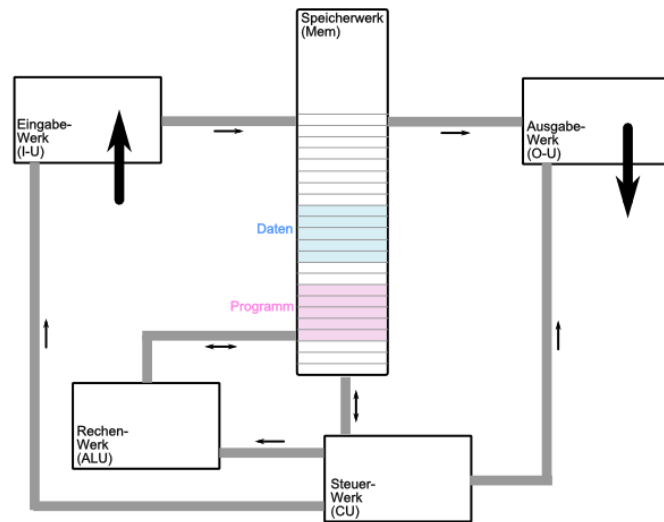 Speicherwerk
(Mem)
Eingabe-
Werk
(I-U)
Ausgabe-
Werk
(O-U)
Daten
Programm
Rechen-
Werk
(ALU)
Steuer-
Werk
(CU)